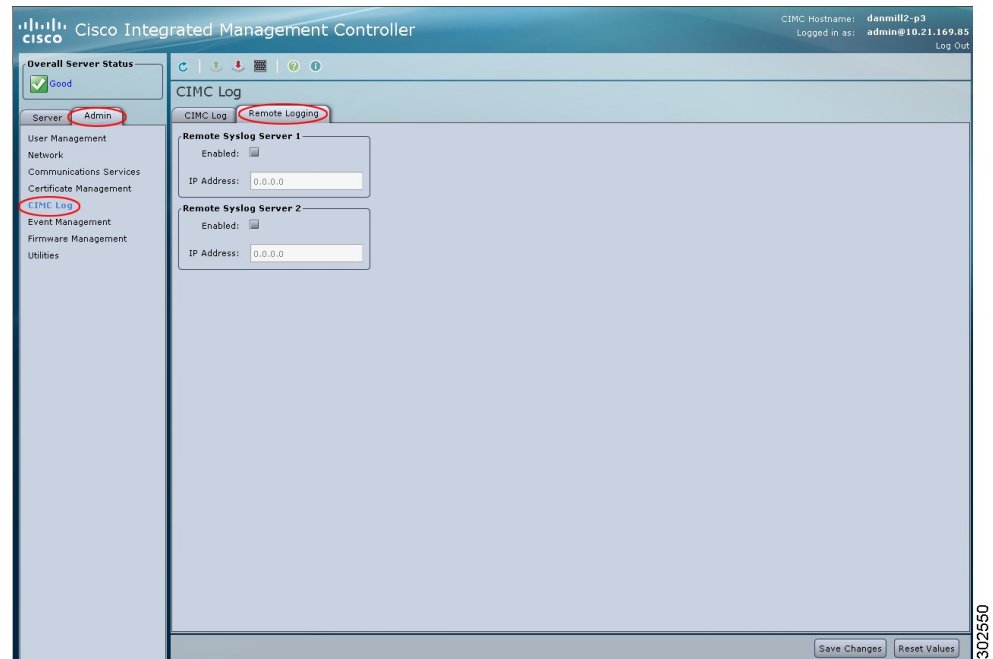 CISCO
Cisco Integrated Management Controller
CIMC Hostname: danmill2-p3
Logged in as: admin@10.21.169.85
Log Out
Overall Server Status
Good
Server
Admin
User Management
Network
Communications Services
Certificate Management
CIMC Log
Event Management
Firmware Management
Utilities
CIMC Log
CIMC Log
Remote Logging
Remote Syslog Server 1
Enabled:
IP Address: 0.0.0.0
Remote Syslog Server 2
Enabled:
IP Address: 0.0.0.0
Save Changes
Reset Values
302550